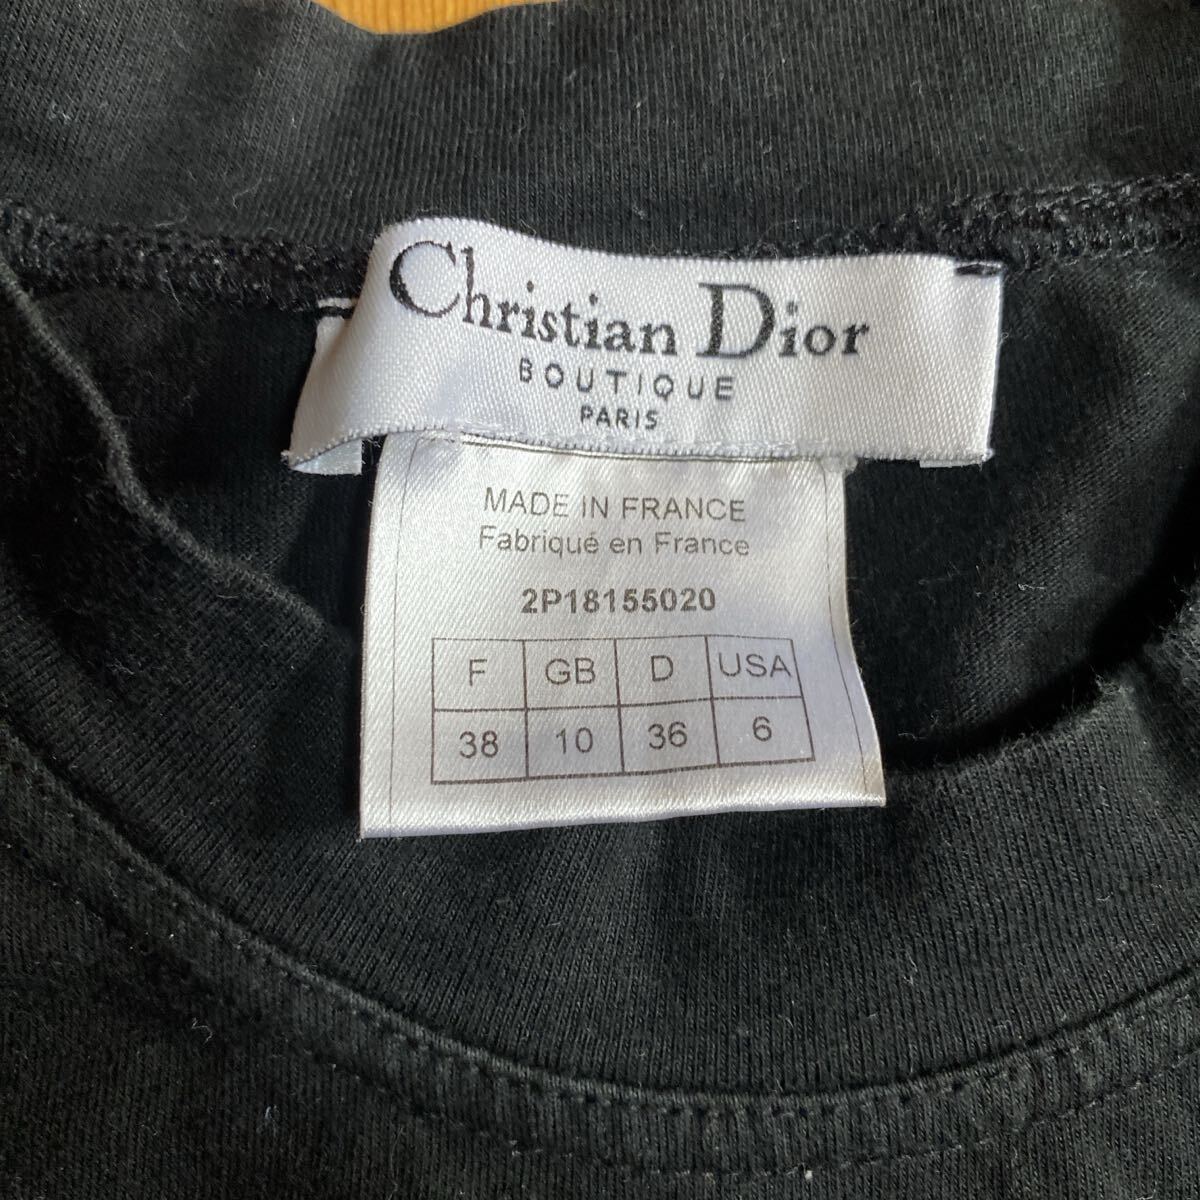 Christian Dior
BOUTIQUE
PARIS
MADE IN FRANCE
Fabriqué en France
2P18155020
F GB D USA
38 10 36 6